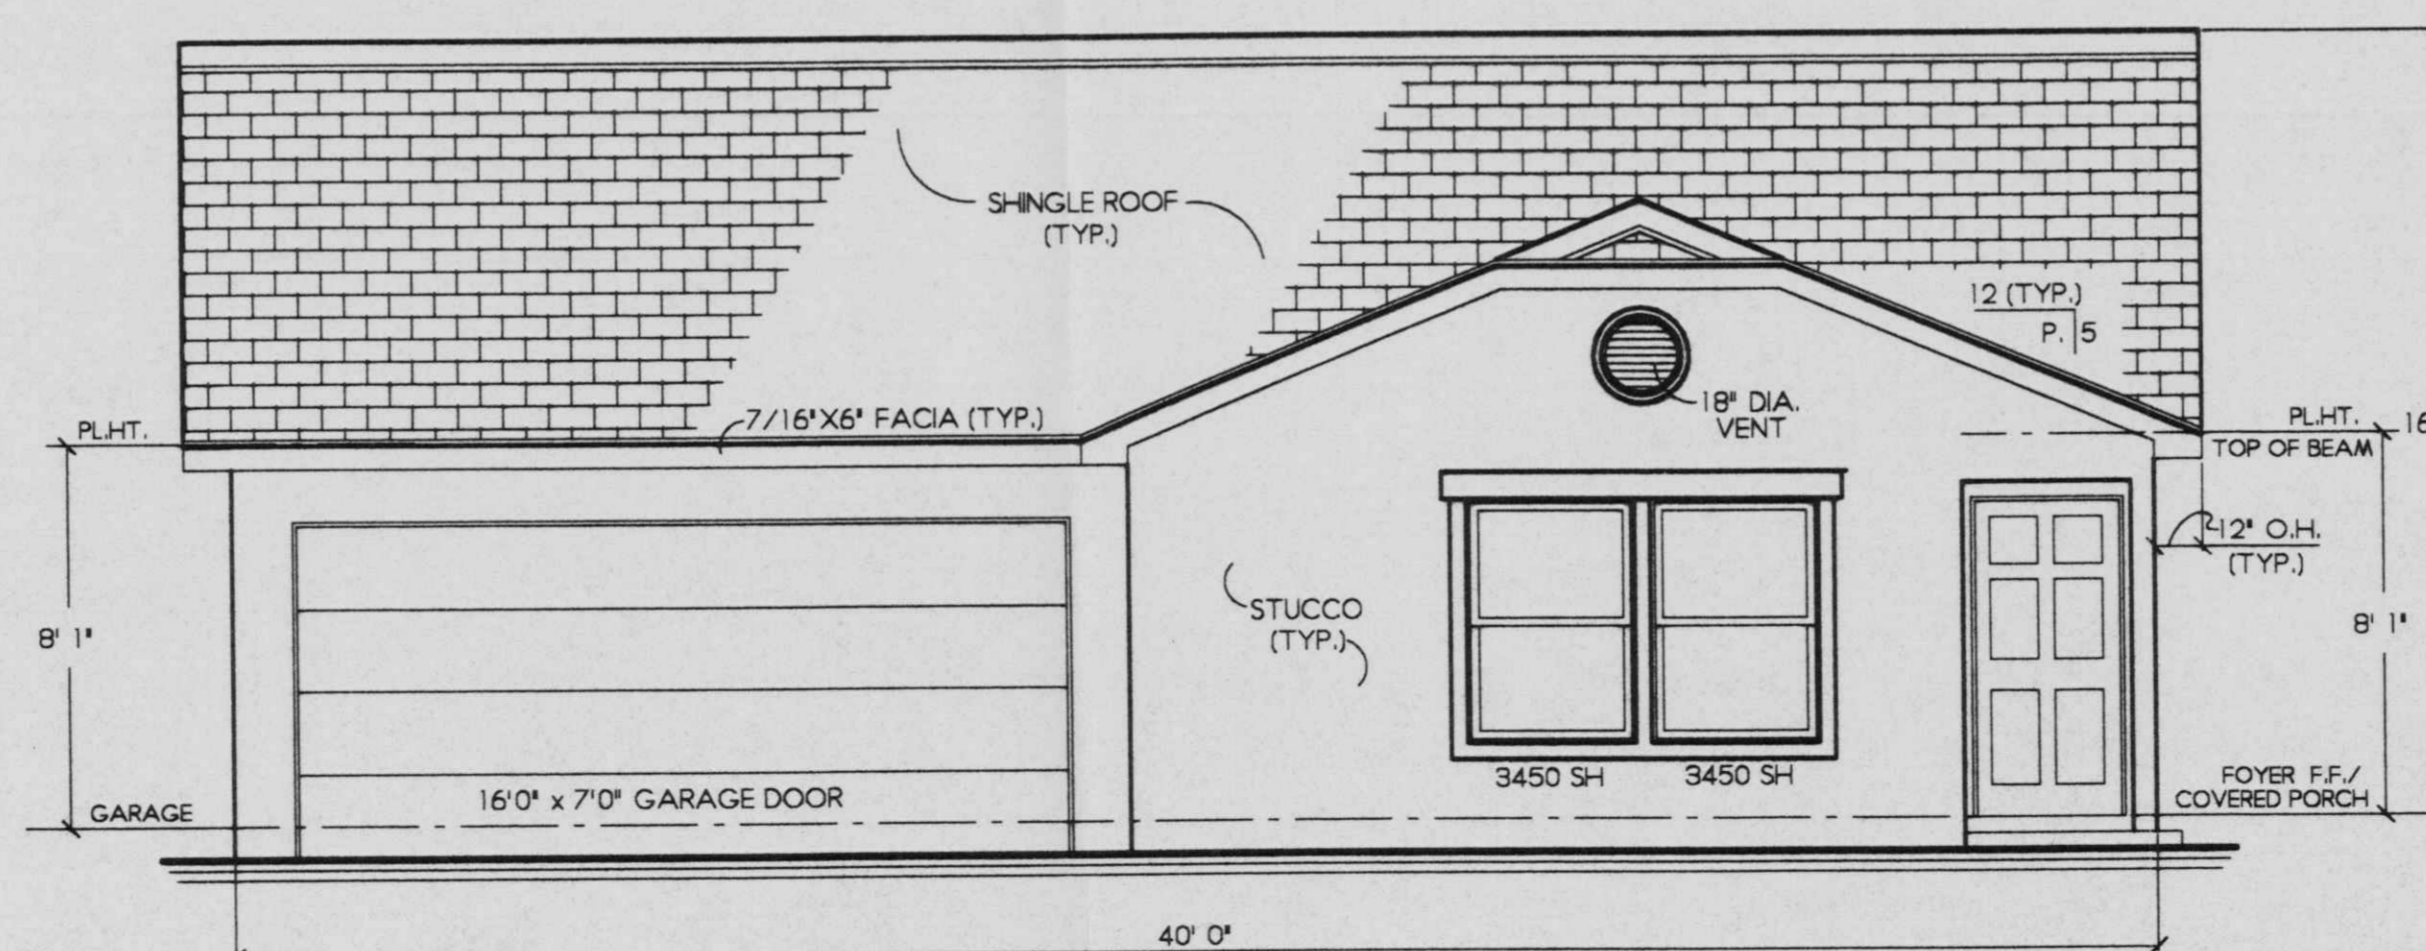 SHINGLE ROOF
(TYP.)
12 (TYP.)
P. 5
18" DIA.
VENT
7/16"X6" FACIA (TYP.)
PL.HT.
PL.HT.
16
TOP OF BEAM
12" O.H.
(TYP.)
STUCCO
(TYP.)
8' 1"
8' 1"
3450 SH
3450 SH
16'0" x 7'0" GARAGE DOOR
GARAGE
FOYER F.F./
COVERED PORCH
40' 0"